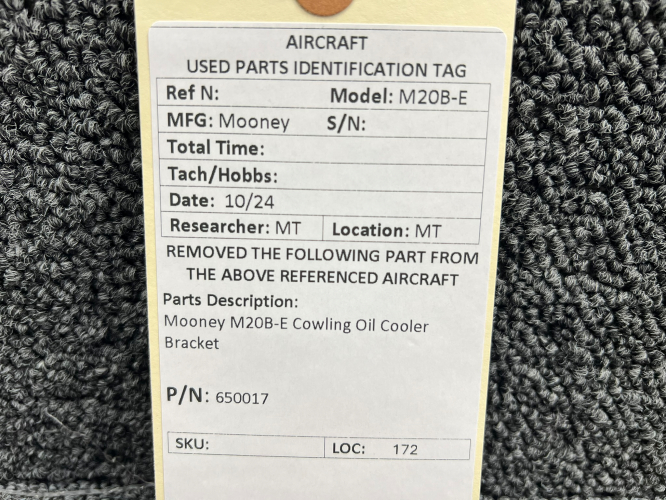 AIRCRAFT
USED PARTS IDENTIFICATION TAG
Ref N: Model: M20B-E
MFG: Mooney S/N:
Total Time:
Tach/Hobbs:
Date: 10/24
Researcher: MT Location: MT
REMOVED THE FOLLOWING PART FROM
THE ABOVE REFERENCED AIRCRAFT
Parts Description:
Mooney M20B-E Cowling Oil Cooler
Bracket
P/N: 650017
SKU: LOC: 172